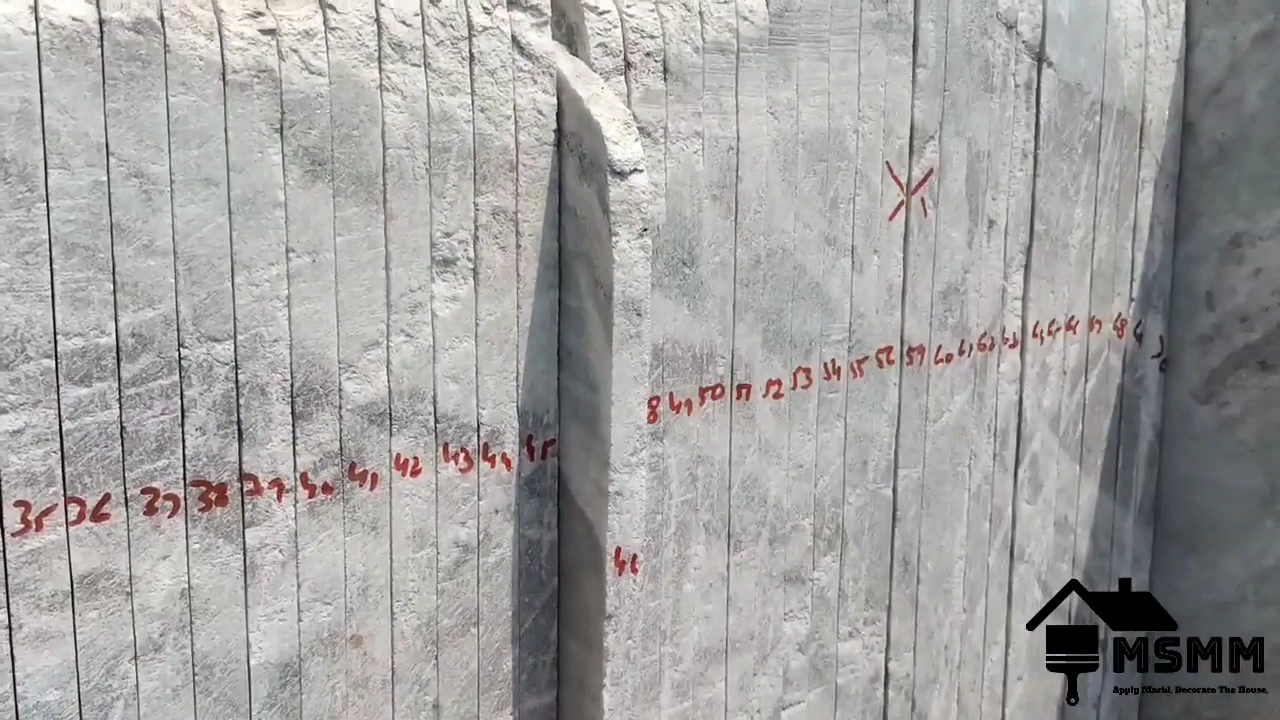 35 36 37 38 39 40 41 42 43 44 45
8 49 50 51 52 53 54 55 56 59 60 61 62 63 64 65 66 67 68
46
MSMM
Apply Marbl, Decorate The House.